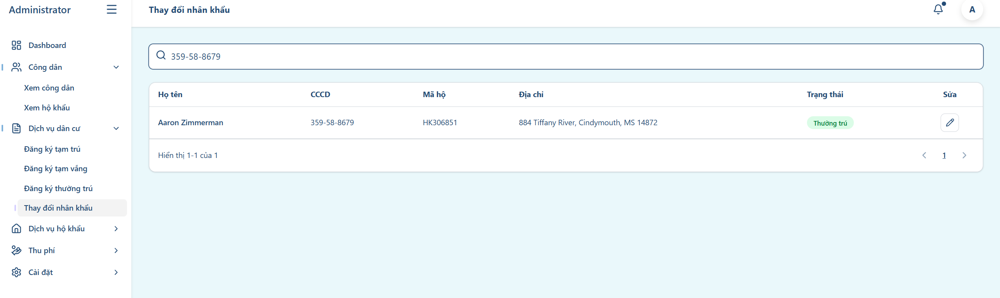 Administrator
Thay đổi nhân khẩu
A
Dashboard
Công dân
Xem công dân
Xem hộ khẩu
Dịch vụ dân cư
Đăng ký tạm trú
Đăng ký tạm vắng
Đăng ký thường trú
Thay đổi nhân khẩu
Dịch vụ hộ khẩu
Thu phí
Cài đặt
359-58-8679
Họ tên CCCD Mã hộ Địa chỉ Trạng thái Sửa
Aaron Zimmerman 359-58-8679 HK306851 884 Tiffany River, Cindymouth, MS 14872 Thường trú
Hiển thị 1-1 của 1 1